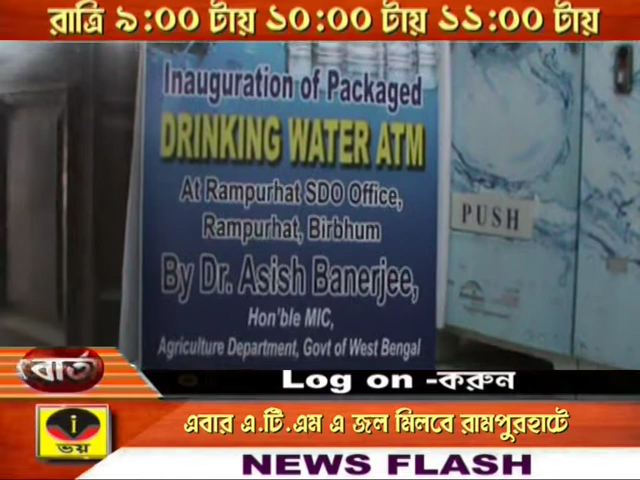 রাত্রি ৯:০০ টায় ১০:০০ টায় ১১:০০ টায়
Inauguration of Packaged
DRINKING WATER ATM
At Rampurhat SDO Office,
Rampurhat, Birbhum
By Dr. Asish Banerjee,
Hon'ble MIC,
Agriculture Department, Govt of West Bengal
PUSH
বার্তা
Log on -করুন
i
ভয়
এবার এ.টি.এম এ জল মিলবে রামপুরহাটে
NEWS FLASH